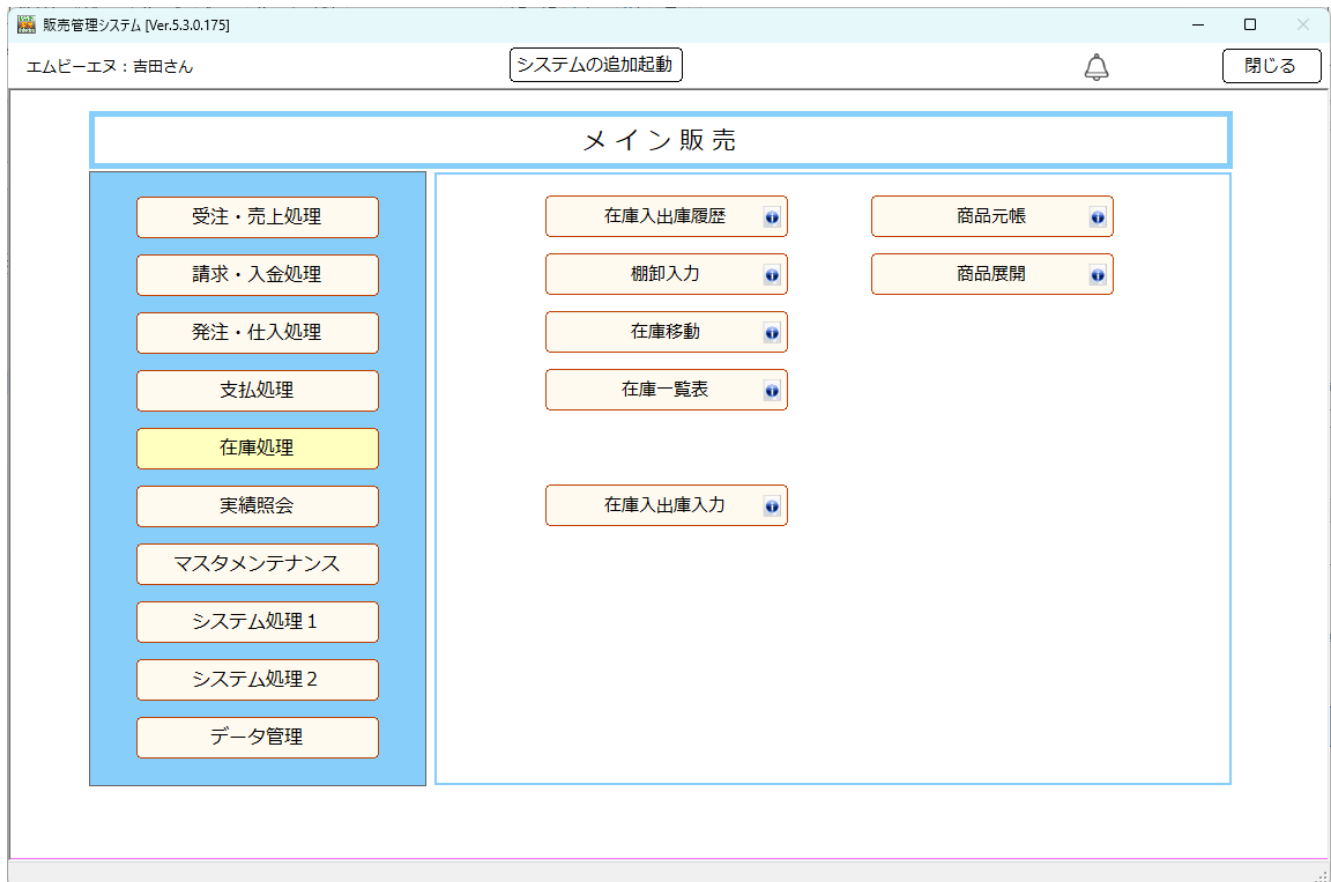 販売管理システム [Ver.5.3.0.175]
エムビーエヌ：吉田さん
システムの追加起動
閉じる
メイン販売
受注・売上処理
請求・入金処理
発注・仕入処理
支払処理
在庫処理
実績照会
マスタメンテナンス
システム処理１
システム処理２
データ管理
在庫入出庫履歴
棚卸入力
在庫移動
在庫一覧表
在庫入出庫入力
商品元帳
商品展開